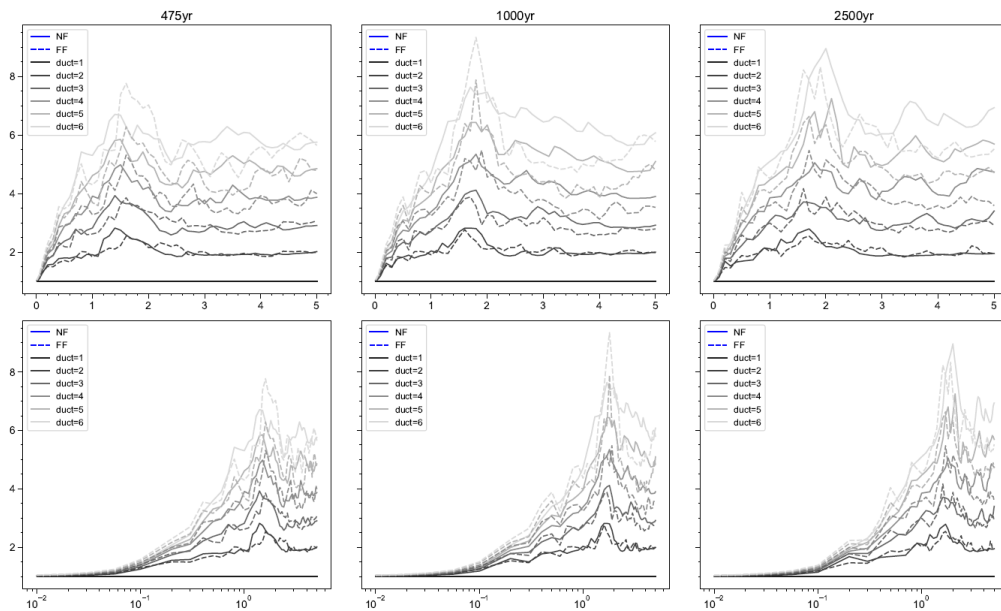 475yr
1000yr
2500yr
NF
FF
duct=1
duct=2
duct=3
duct=4
duct=5
duct=6
NF
FF
duct=1
duct=2
duct=3
duct=4
duct=5
duct=6
NF
FF
duct=1
duct=2
duct=3
duct=4
duct=5
duct=6
8
6
4
2
0 1 2 3 4 5
0 1 2 3 4 5
0 1 2 3 4 5
NF
FF
duct=1
duct=2
duct=3
duct=4
duct=5
duct=6
NF
FF
duct=1
duct=2
duct=3
duct=4
duct=5
duct=6
NF
FF
duct=1
duct=2
duct=3
duct=4
duct=5
duct=6
8
6
4
2
10⁻² 10⁻¹ 10⁰
10⁻² 10⁻¹ 10⁰
10⁻² 10⁻¹ 10⁰